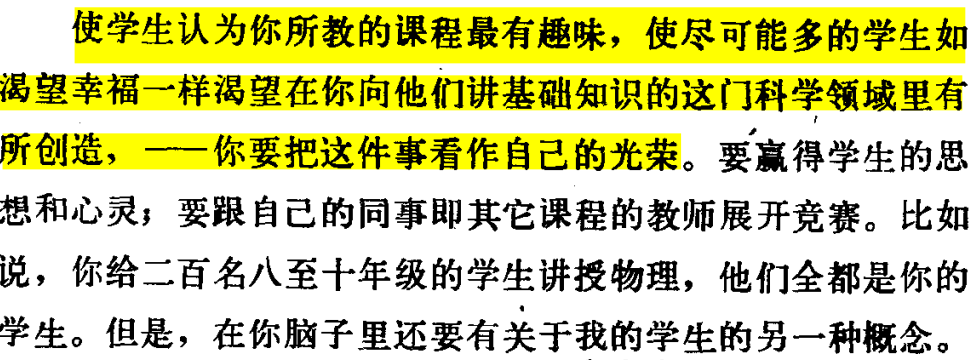 使学生认为你所教的课程最有趣味，使尽可能多的学生如
渴望幸福一样渴望在你向他们讲基础知识的这门科学领域里有
所创造，——你要把这件事看作自己的光荣。要赢得学生的思
想和心灵；要跟自己的同事即其它课程的教师展开竞赛。比如
说，你给二百名八至十年级的学生讲授物理，他们全都是你的
学生。但是，在你脑子里还要有关于我的学生的另一种概念。